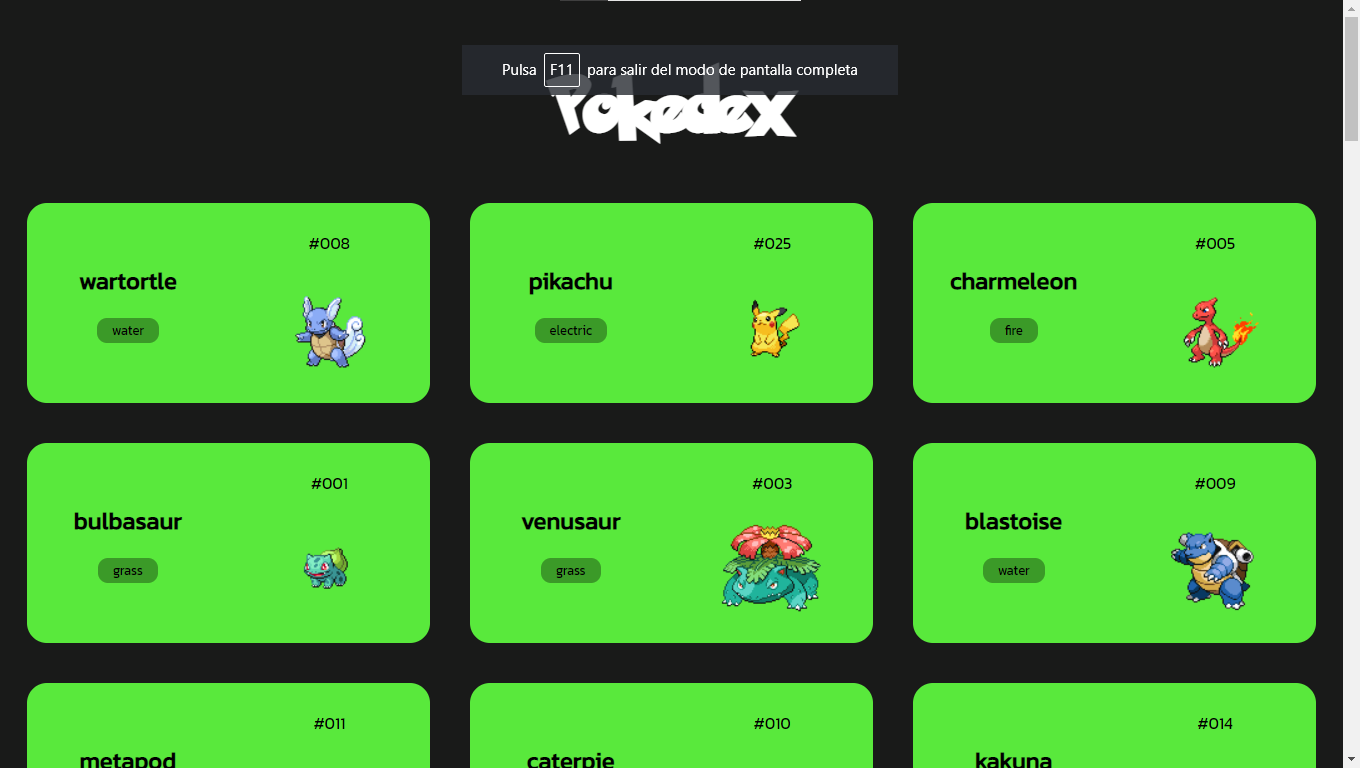 Pulsa F11 para salir del modo de pantalla completa
Pokedex
#008
wartortle
water
#025
pikachu
electric
#005
charmeleon
fire
#001
bulbasaur
grass
#003
venusaur
grass
#009
blastoise
water
#011
metapod
#010
caterpie
#014
kakuna